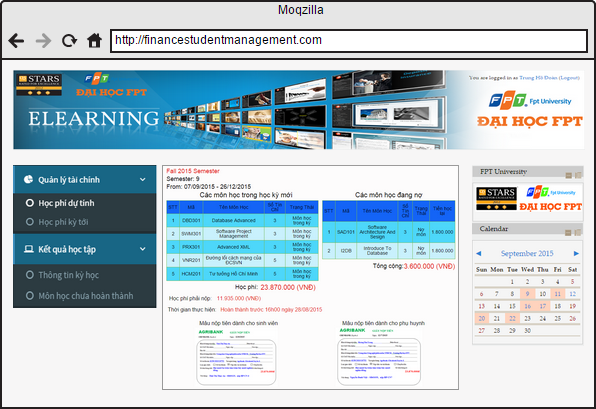 Moqzilla
http://financestudentmanagement.com
STARS
FPT
ĐẠI HỌC FPT
ELEARNING
You are logged in as Trung Hồ Đoàn (Logout)
FPT Fpt University
ĐẠI HỌC FPT
Quản lý tài chính
Học phí dự tính
Học phí kỳ tới
Kết quả học tập
Thông tin kỳ học
Môn học chưa hoàn thành
Fall 2015 Semester
Semester: 9
From: 07/09/2015 - 26/12/2015
Các môn học trong học kỳ mới
STT Mã Tên Môn Học Số Tín Chỉ Trạng Thái
1 DBD301 Database Advanced 3 Môn học trong kỳ
2 SWM301 Software Project Management 3 Môn học trong kỳ
3 PRX301 Advanced XML 3 Môn học trong kỳ
4 VNR201 Đường lối cách mạng của ĐCSVN 3 Môn học trong kỳ
5 HCM201 Tư tưởng Hồ Chí Minh 5 Môn học trong kỳ
Học phí: 23.870.000 (VNĐ)
Các môn học đang nợ
STT Mã Tên Môn Học Số Tín Chỉ Trạng Thái Tiền học lại
1 SAD101 Software Architecture And Design 3 Nợ môn 1.800.000
2 I2DB Introduce To Database 3 Nợ môn 1.800.000
Tổng cộng: 3.600.000 (VNĐ)
Học phí phải nộp: 11.935.000 (VNĐ)
Thời gian thực hiện: Hoàn thành trước 16h00 ngày 28/08/2015
Mẫu nộp tiền dành cho sinh viên
AGRIBANK
Mẫu nộp tiền dành cho phụ huynh
AGRIBANK
FPT University
STARS
FPT Fpt University
ĐẠI HỌC FPT
Calendar
September 2015
Sun Mon Tue Wed Thu Fri Sat
1 2 3 4 5
6 7 8 9 10 11 12
13 14 15 16 17 18 19
20 21 22 23 24 25 26
27 28 29 30